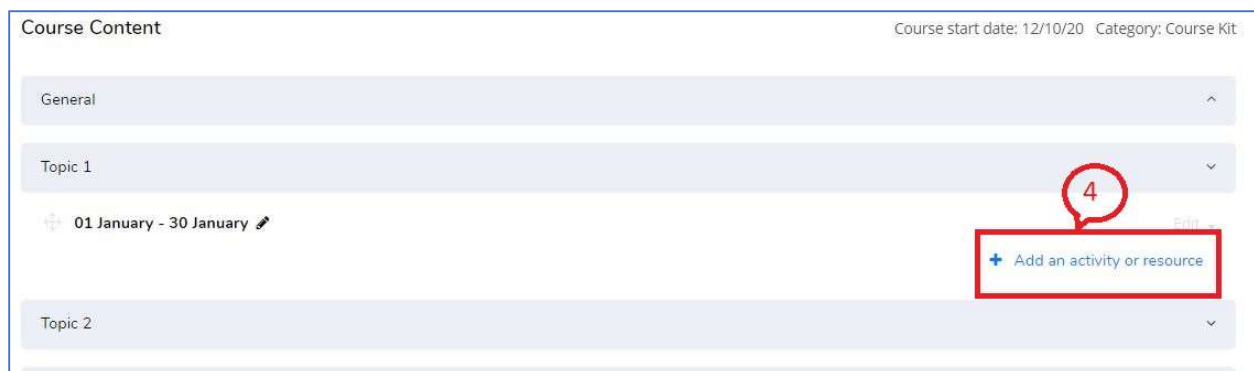 Course Content
Course start date: 12/10/20 Category: Course Kit
General
Topic 1
4
01 January - 30 January
Edit
+ Add an activity or resource
Topic 2